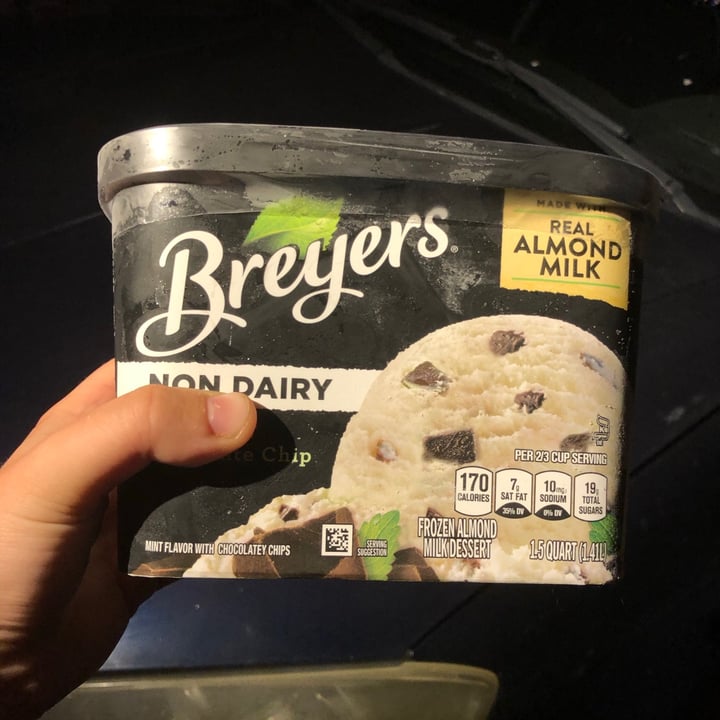 Breyers®
MADE WITH
REAL
ALMOND
MILK
NON DAIRY
Chip
PER 2/3 CUP SERVING
170
CALORIES
7g
SAT FAT
35% DV
10mg
SODIUM
0% DV
19g
TOTAL
SUGARS
MINT FLAVOR WITH CHOCOLATEY CHIPS
SERVING
SUGGESTION
FROZEN ALMOND
MILK DESSERT
1.5 QUART (1.41L)